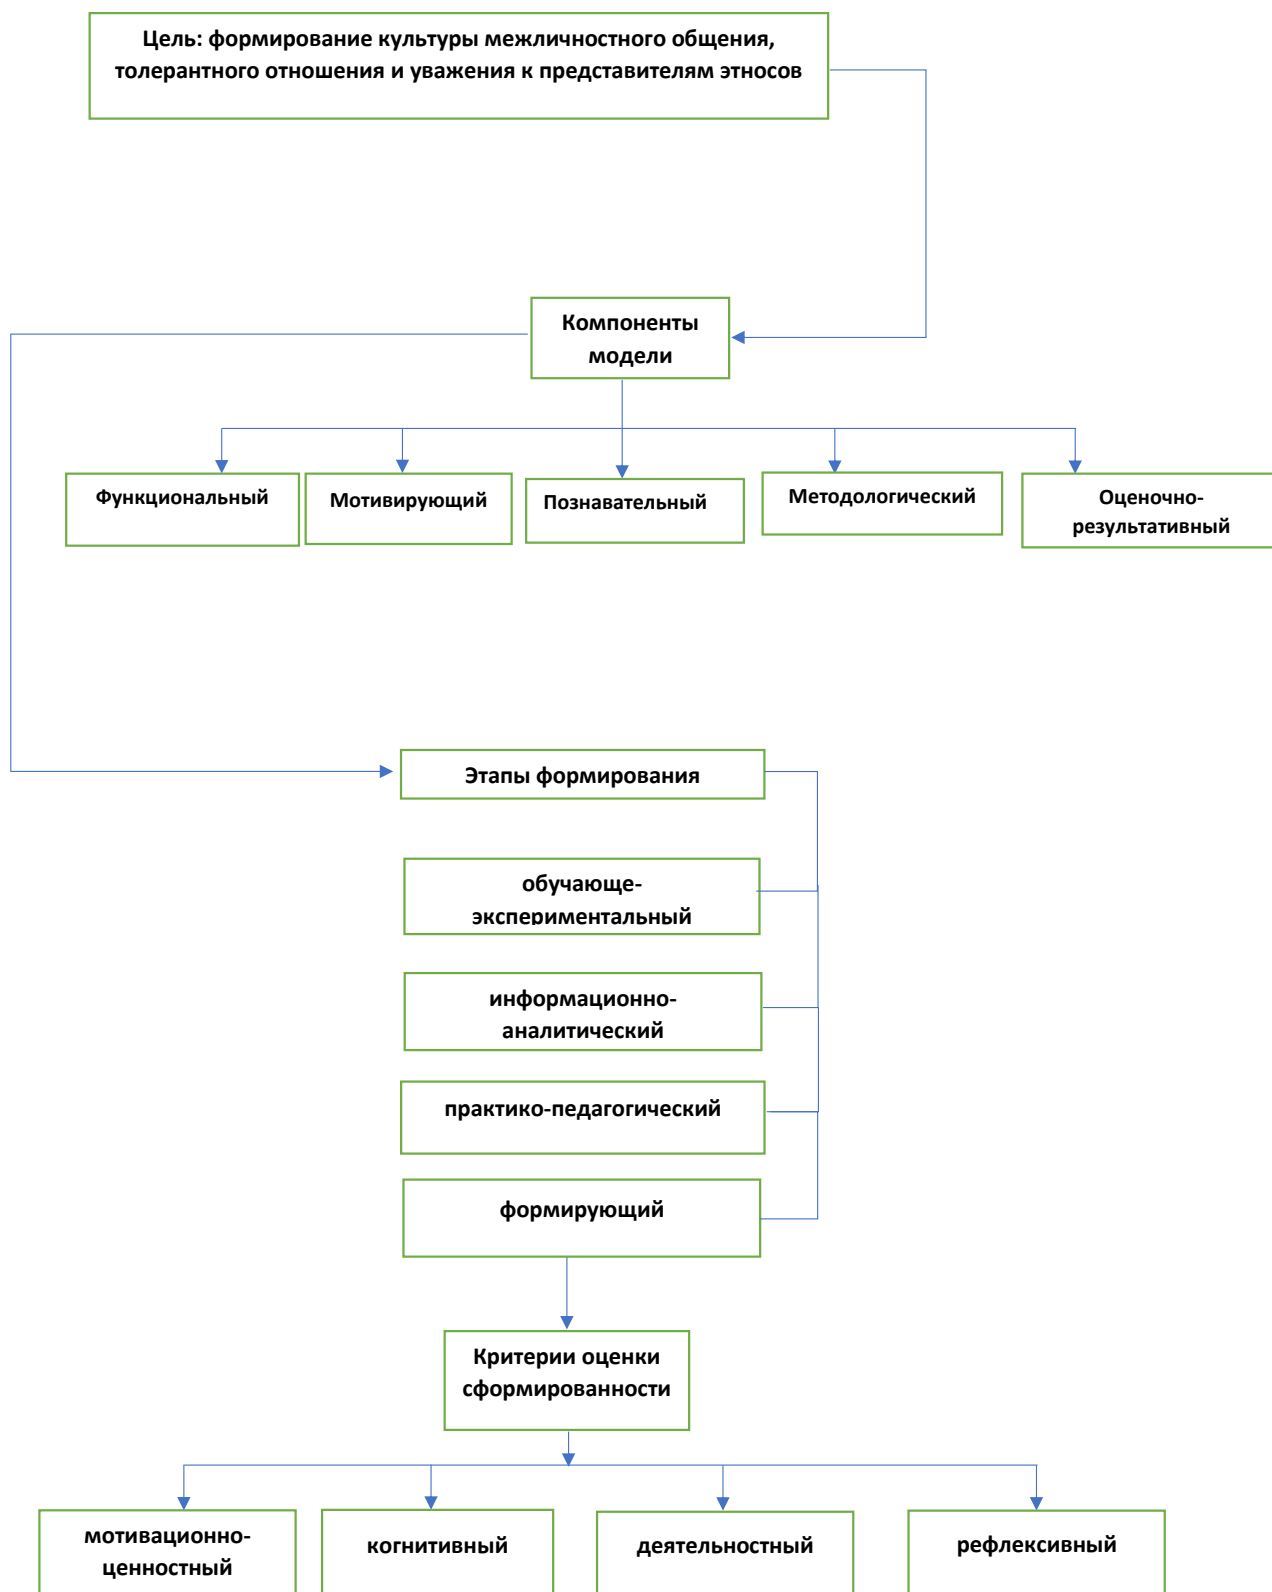 Цель: формирование культуры межличностного общения,
толерантного отношения и уважения к представителям этносов
Компоненты
модели
Функциональный
Мотивирующий
Познавательный
Методологический
Оценочно-
результативный
Этапы формирования
обучающе-
экспериментальный
информационно-
аналитический
практико-педагогический
формирующий
Критерии оценки
сформированности
мотивационно-
ценностный
когнитивный
деятельностный
рефлексивный